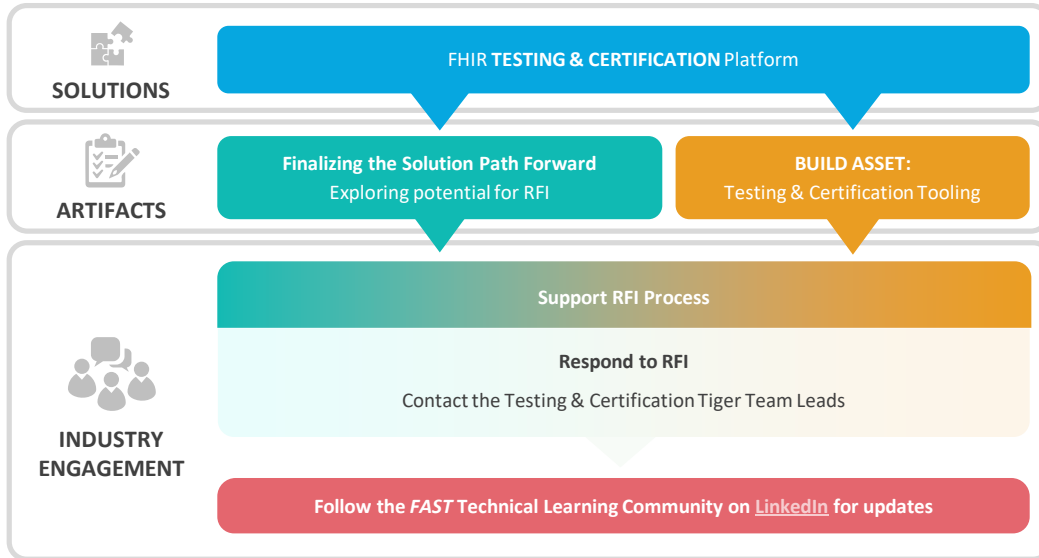 SOLUTIONS
FHIR TESTING & CERTIFICATION Platform
ARTIFACTS
Finalizing the Solution Path Forward
Exploring potential for RFI
BUILD ASSET:
Testing & Certification Tooling
INDUSTRY
ENGAGEMENT
Support RFI Process
Respond to RFI
Contact the Testing & Certification Tiger Team Leads
Follow the FAST Technical Learning Community on LinkedIn for updates